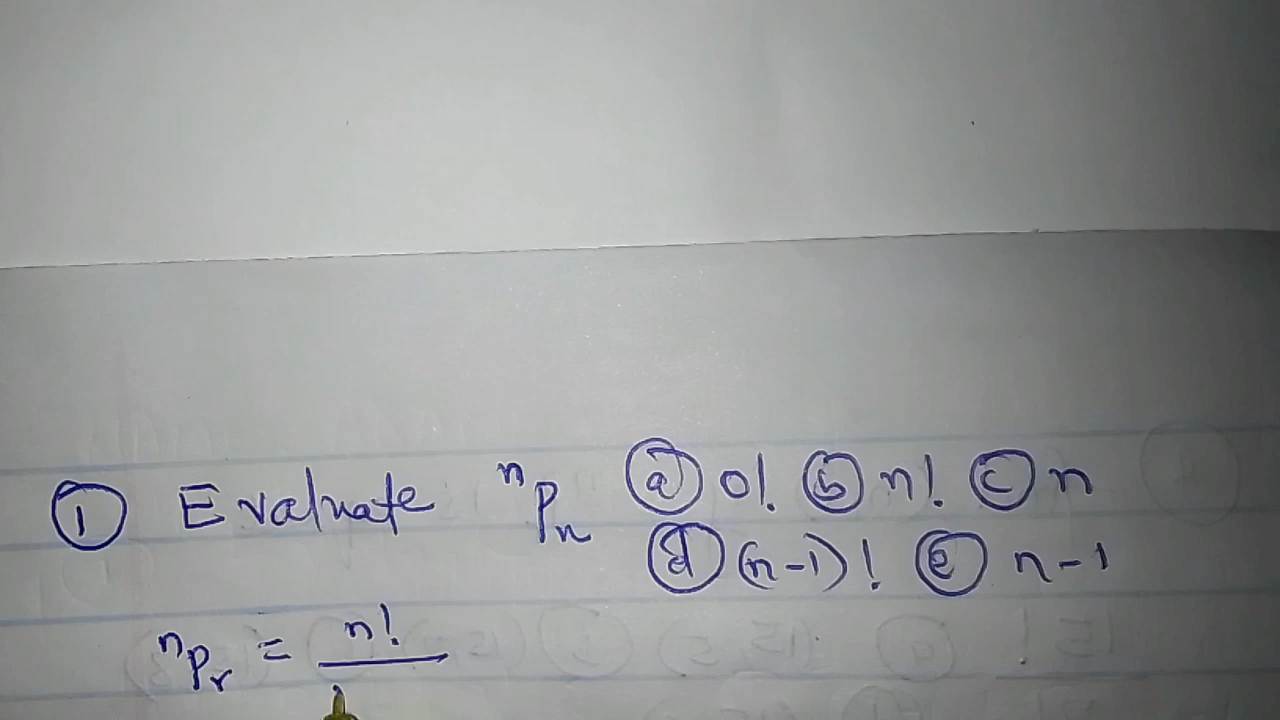 ① Evaluate ⁿPₙ ⓐ 0! ⓑ n! ⓒ n
ⓓ (n-1)! ⓔ n-1
ⁿPᵣ = n!